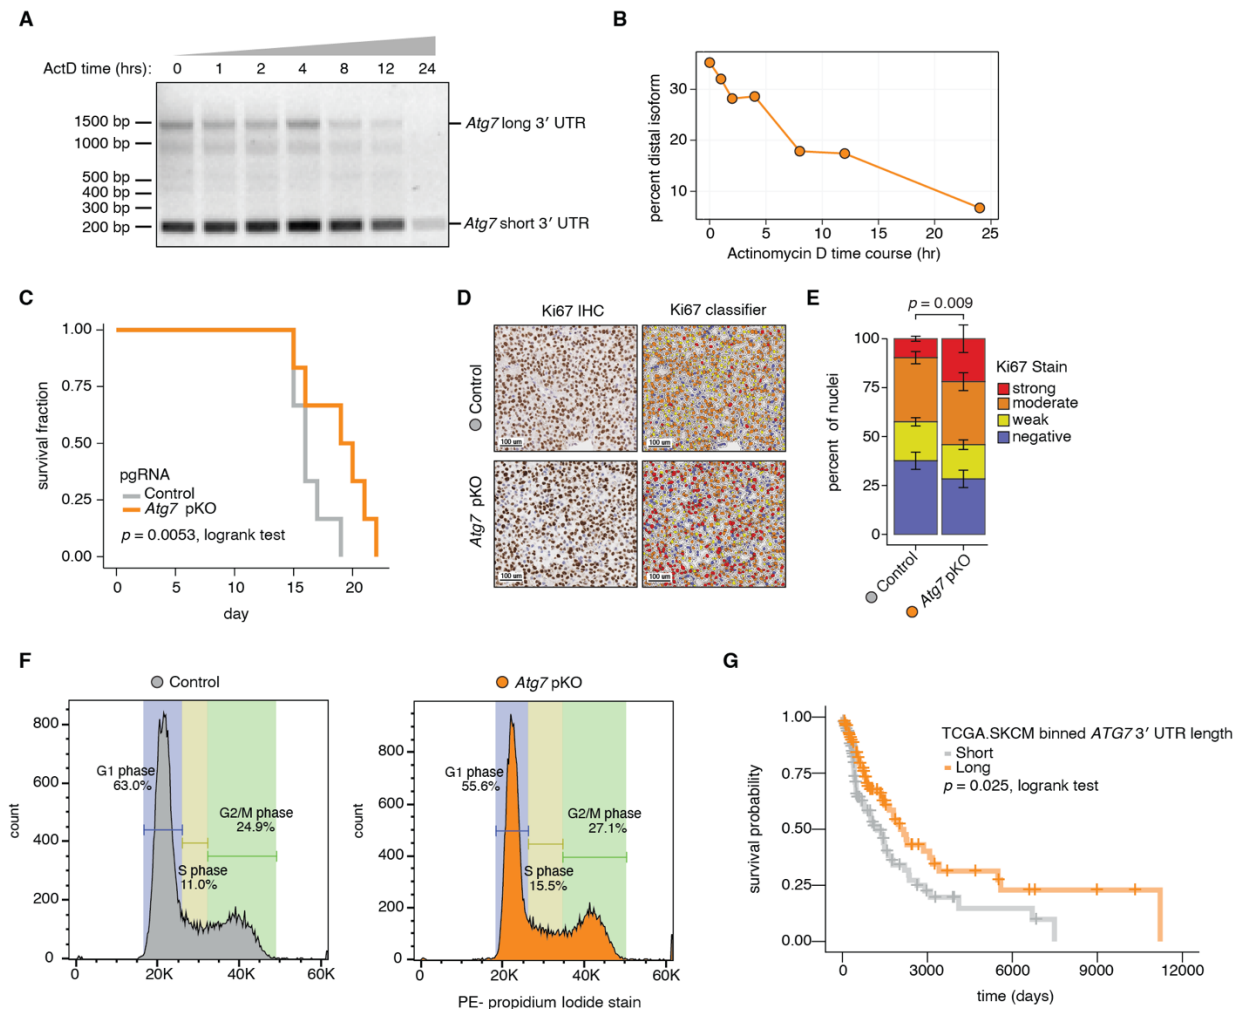 A
ActD time (hrs): 0 1 2 4 8 12 24
1500 bp
1000 bp
500 bp
400 bp
300 bp
200 bp
Atg7 long 3′ UTR
Atg7 short 3′ UTR
B
percent distal isoform
30
20
10
0 5 10 15 20 25
Actinomycin D time course (hr)
C
survival fraction
1.00
0.75
0.50
0.25
0.00
pgRNA
Control
Atg7 pKO
p = 0.0053, logrank test
0 5 10 15 20
day
D
Ki67 IHC Ki67 classifier
Control
100 um 100 um
Atg7 pKO
100 um 100 um
E
p = 0.009
percent of nuclei
100
75
50
25
0
Ki67 Stain
strong
moderate
weak
negative
Control
Atg7 pKO
F
Control
count
800
600
400
200
0
G1 phase
63.0%
G2/M phase
24.9%
S phase
11.0%
0 20K 40K 60K
Atg7 pKO
count
800
600
400
200
0
G1 phase
55.6%
G2/M phase
27.1%
S phase
15.5%
0 20K 40K 60K
PE- propidium Iodide stain
G
survival probability
1.00
0.75
0.50
0.25
0.00
TCGA.SKCM binned ATG7 3′ UTR length
Short
Long
p = 0.025, logrank test
0 3000 6000 9000 12000
time (days)